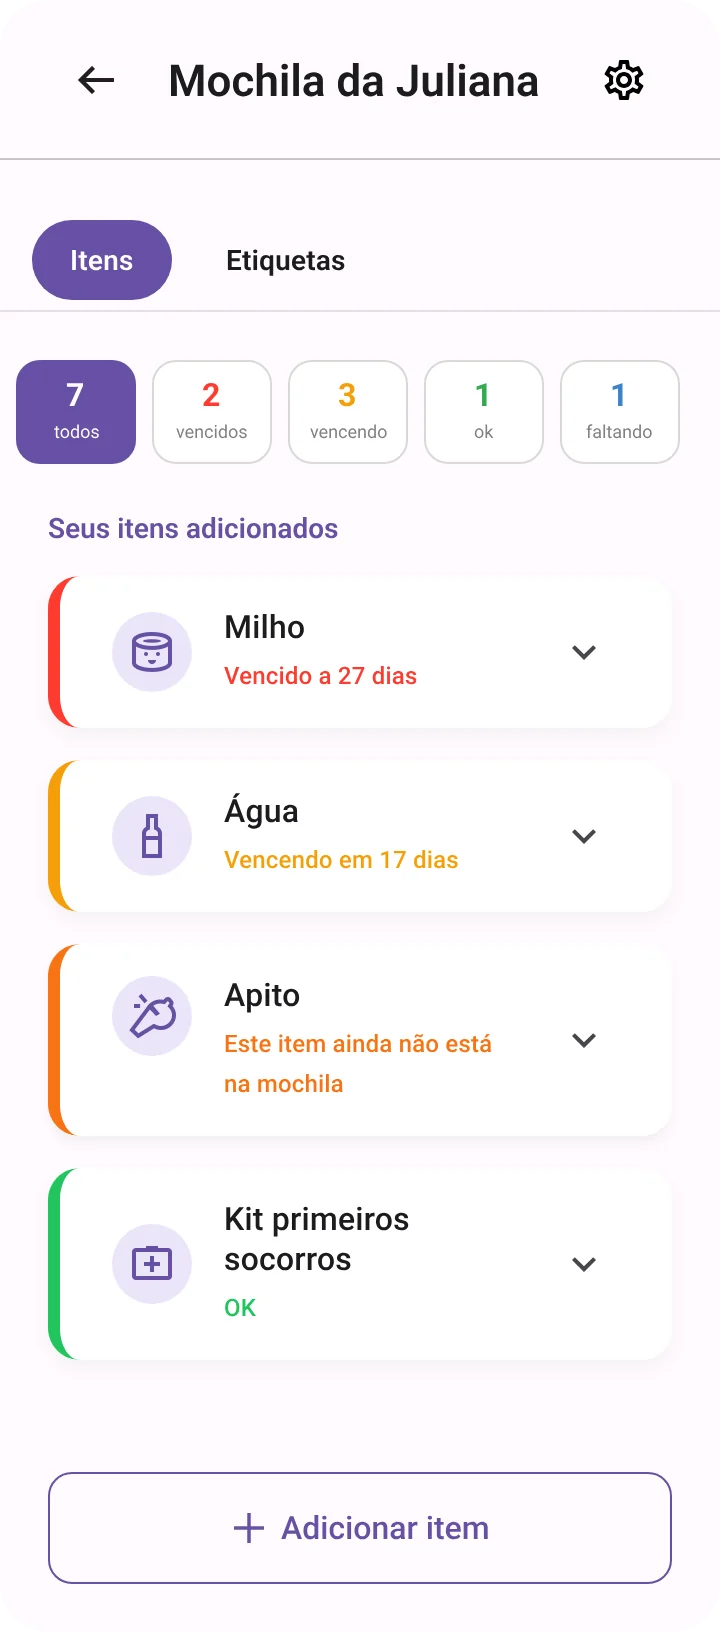 Mochila da Juliana
Itens
Etiquetas
7
todos
2
vencidos
3
vencendo
1
ok
1
faltando
Seus itens adicionados
Milho
Vencido a 27 dias
Água
Vencendo em 17 dias
Apito
Este item ainda não está
na mochila
Kit primeiros
socorros
OK
Adicionar item